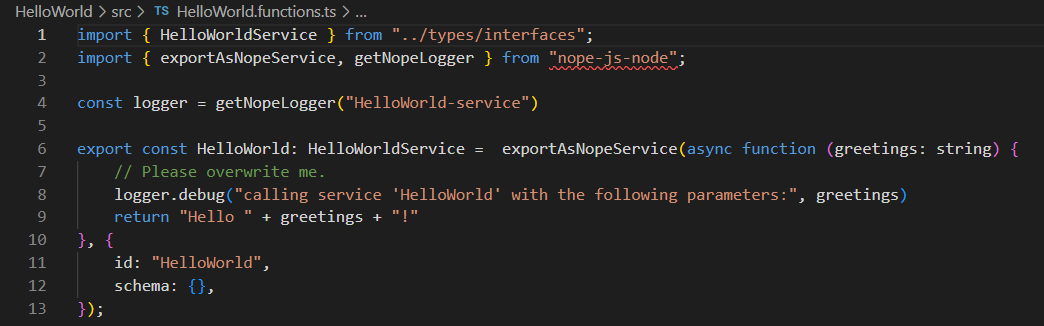 HelloWorld > src > TS HelloWorld.functions.ts > ...
1 import { HelloWorldService } from "../types/interfaces";
2 import { exportAsNopeService, getNopeLogger } from "nope-js-node";
3
4 const logger = getNopeLogger("HelloWorld-service")
5
6 export const HelloWorld: HelloWorldService =  exportAsNopeService(async function (greetings: string) {
7     // Please overwrite me.
8     logger.debug("calling service 'HelloWorld' with the following parameters:", greetings)
9     return "Hello " + greetings + "!"
10 }, {
11     id: "HelloWorld",
12     schema: {},
13 });